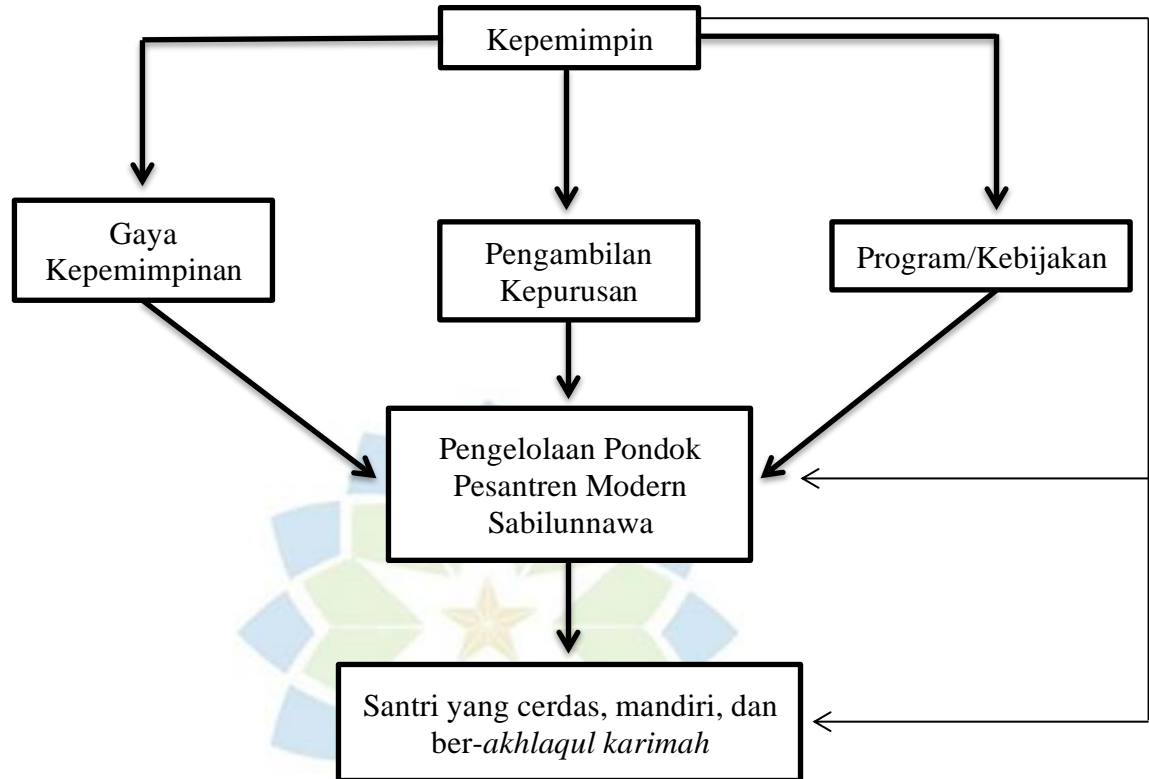 Kepemimpin
Gaya
Kepemimpinan
Pengambilan
Kepurusan
Program/Kebijakan
Pengelolaan Pondok
Pesantren Modern
Sabilunnawa
Santri yang cerdas, mandiri, dan
ber-akhlaqul karimah